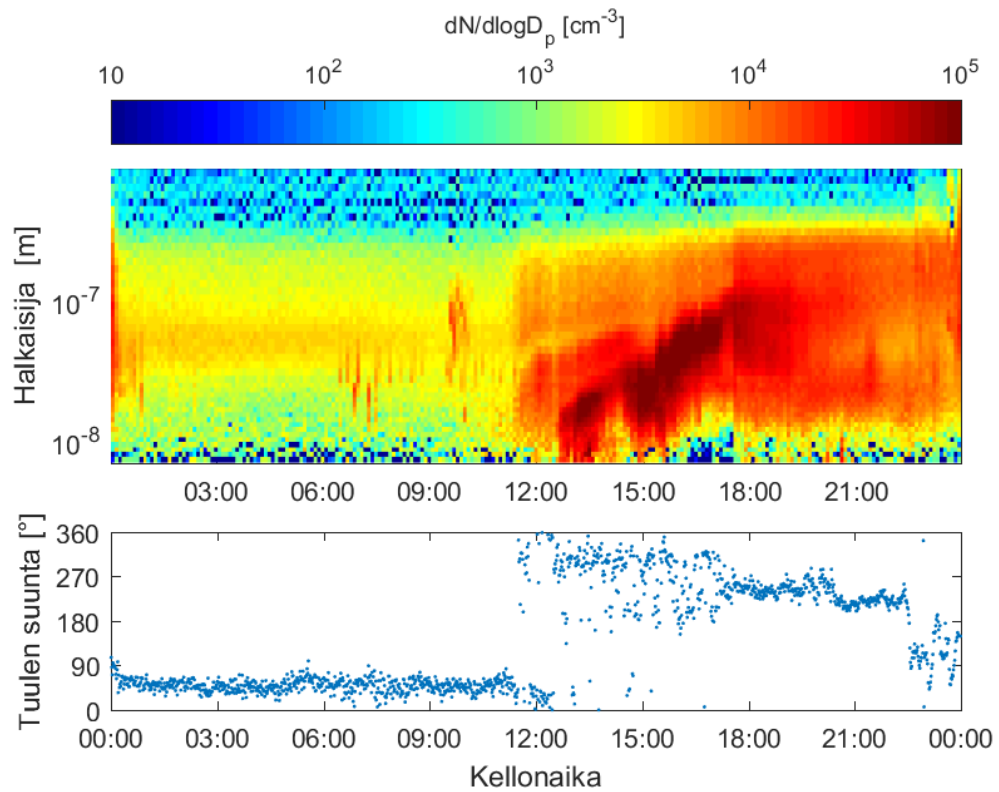 dN/dlogD_p [cm^-3]
10 10^2 10^3 10^4 10^5
Halkaisija [m]
10^-7
10^-8
03:00 06:00 09:00 12:00 15:00 18:00 21:00
Tuulen suunta [°]
360
270
180
90
0
00:00 03:00 06:00 09:00 12:00 15:00 18:00 21:00 00:00
Kellonaika